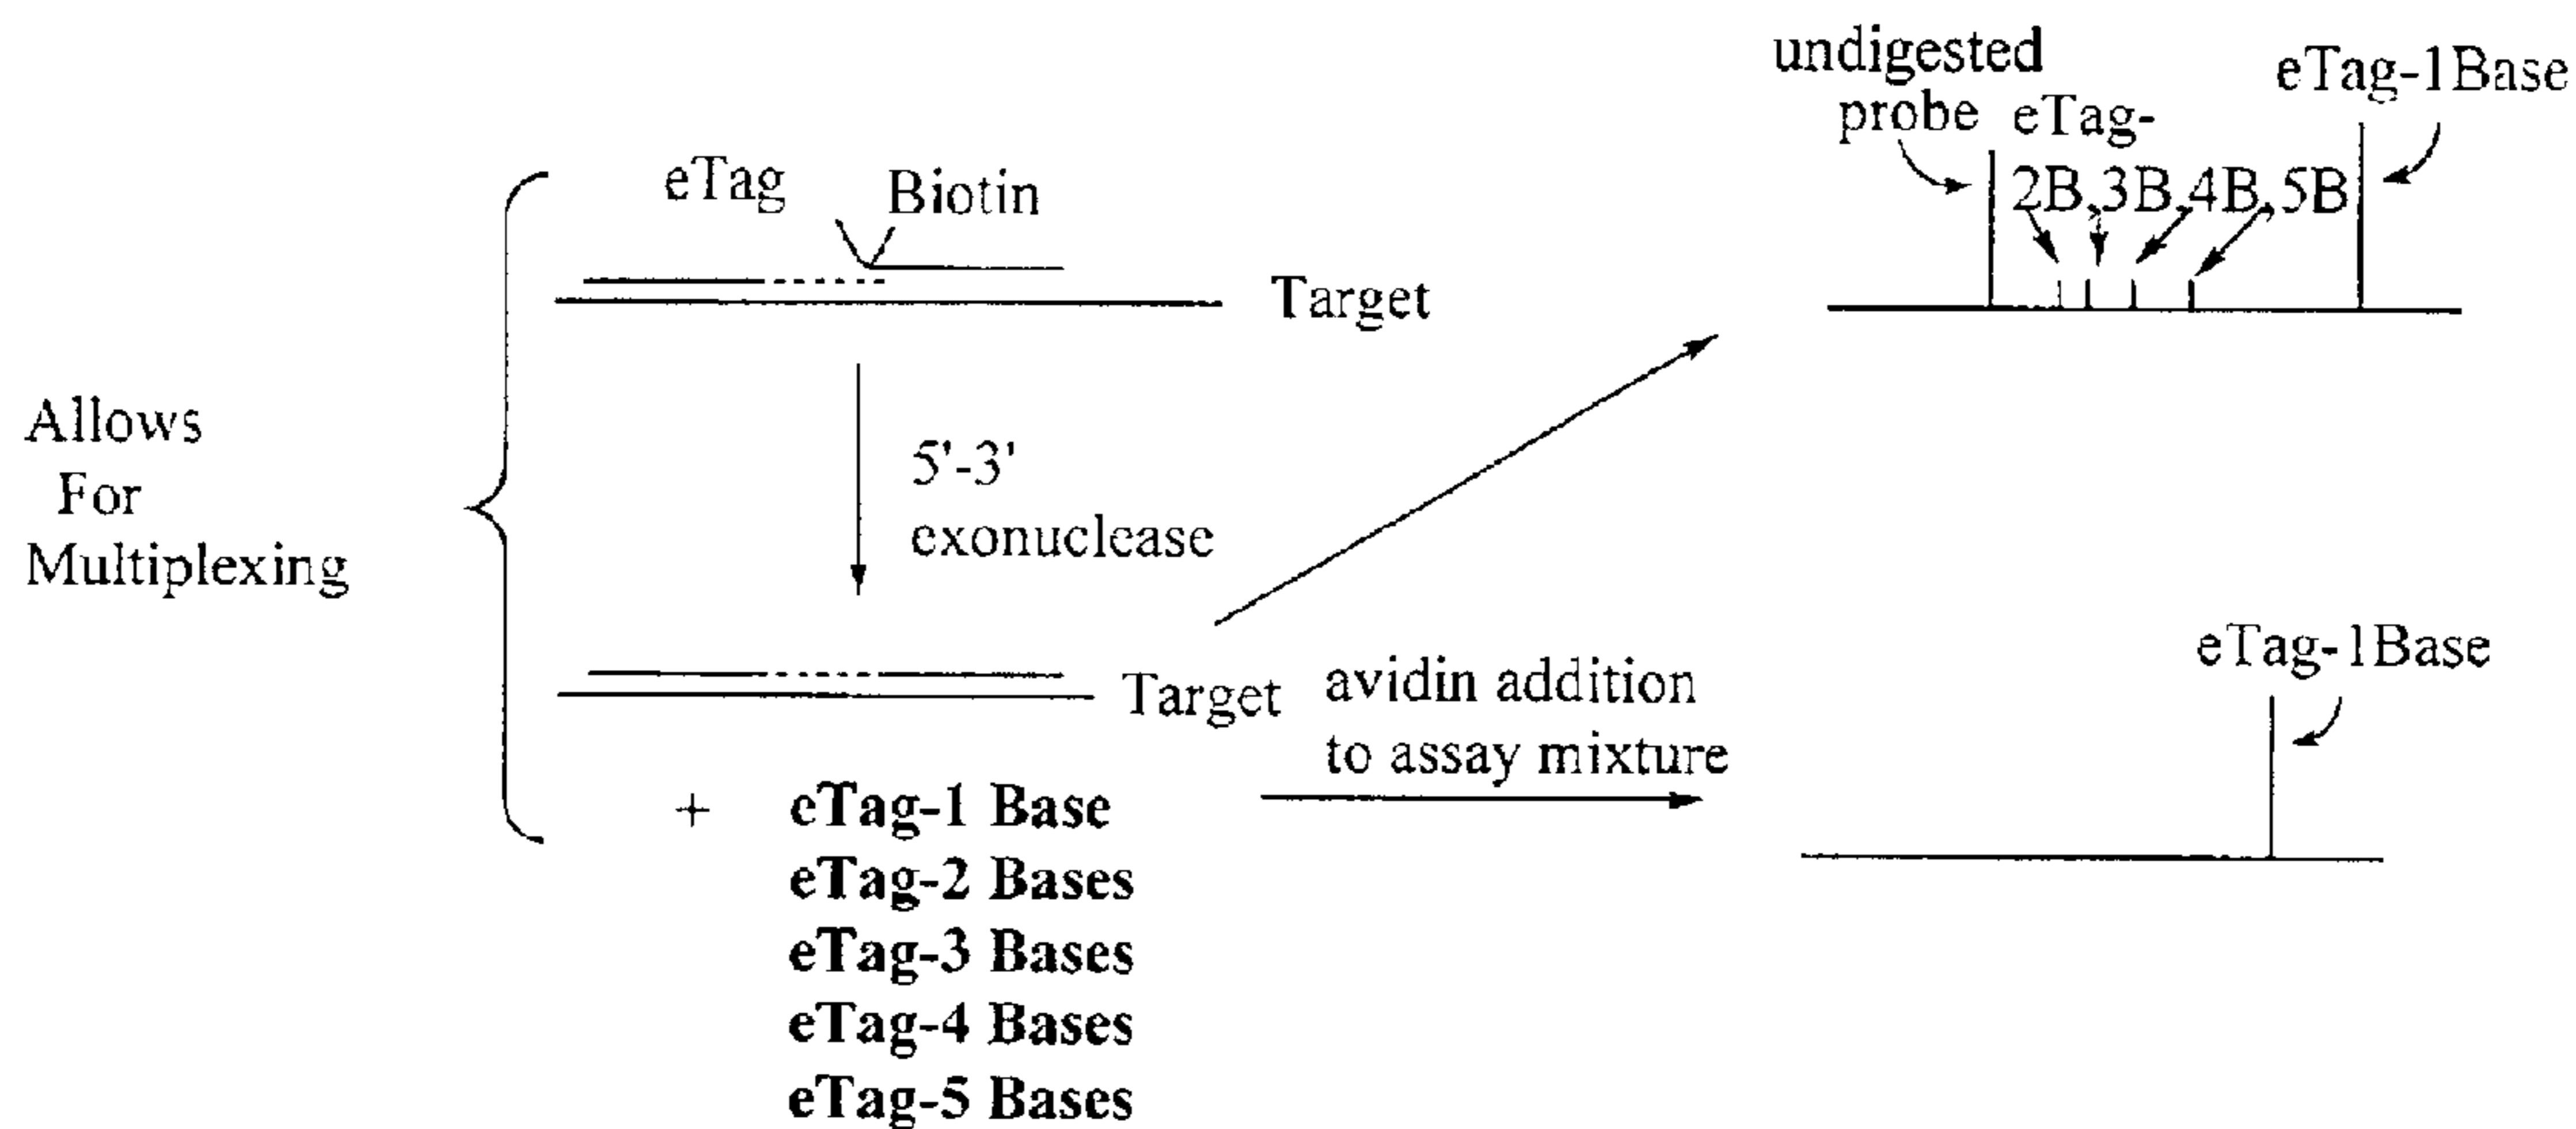 undigested
probe
eTag-
2B,3B,4B,5B
eTag-1Base
eTag
Biotin
Target
Allows
For
Multiplexing
5'-3'
exonuclease
Target
+
eTag-1 Base
eTag-2 Bases
eTag-3 Bases
eTag-4 Bases
eTag-5 Bases
avidin addition
to assay mixture
eTag-1Base